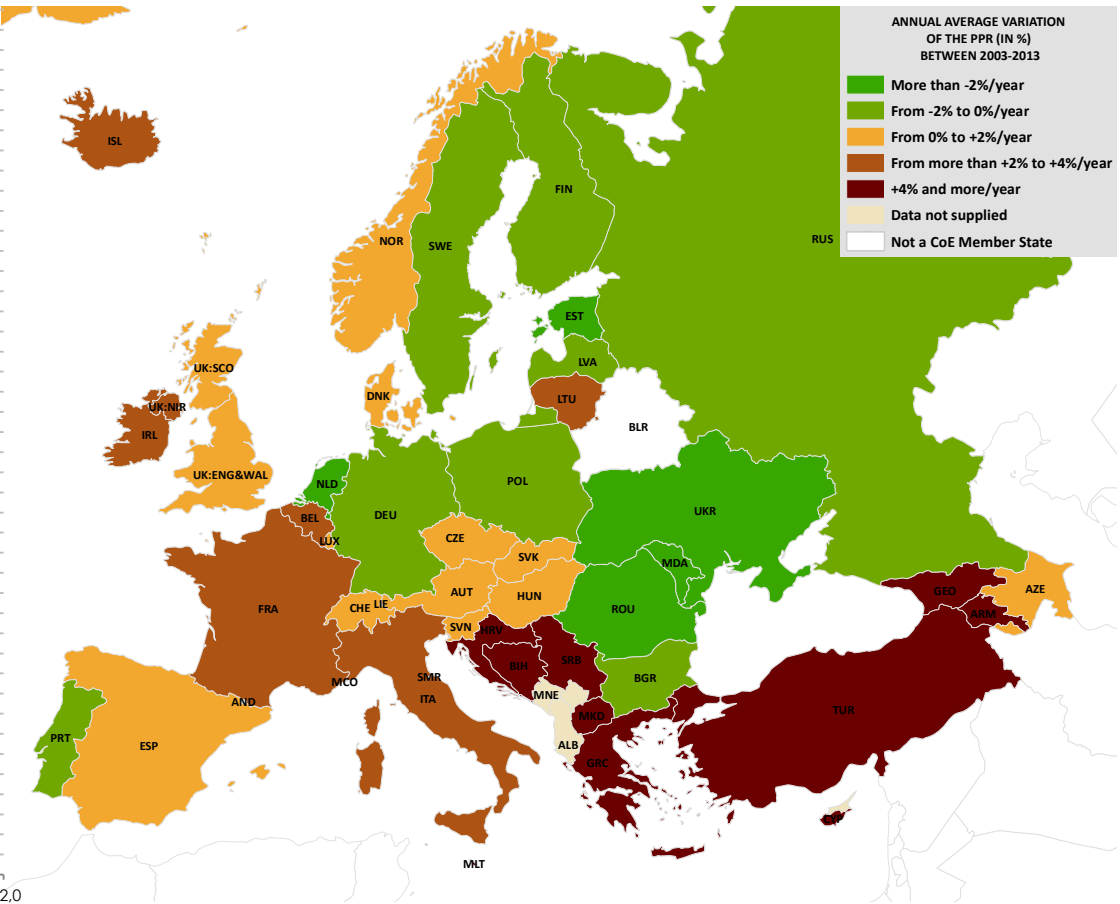 ANNUAL AVERAGE VARIATION
OF THE PPR (IN %)
BETWEEN 2003-2013
More than -2%/year
From -2% to 0%/year
From 0% to +2%/year
From more than +2% to +4%/year
+4% and more/year
Data not supplied
Not a CoE Member State
ISL
FIN
RUS
NOR
SWE
EST
LVA
UK:SCO
DNK
LTU
UK:NIR
BLR
IRL
UK:ENG&WAL
NLD
POL
BEL
DEU
UKR
LUX
CZE
SVK
MDA
AUT
HUN
AZE
GEO
FRA
CHE
LIE
ROU
ARM
SVN
HRV
BIH
SRB
SMR
BGR
MCO
MNE
AND
ITA
MKD
TUR
PRT
ESP
ALB
GRC
CYP
MLT
2,0